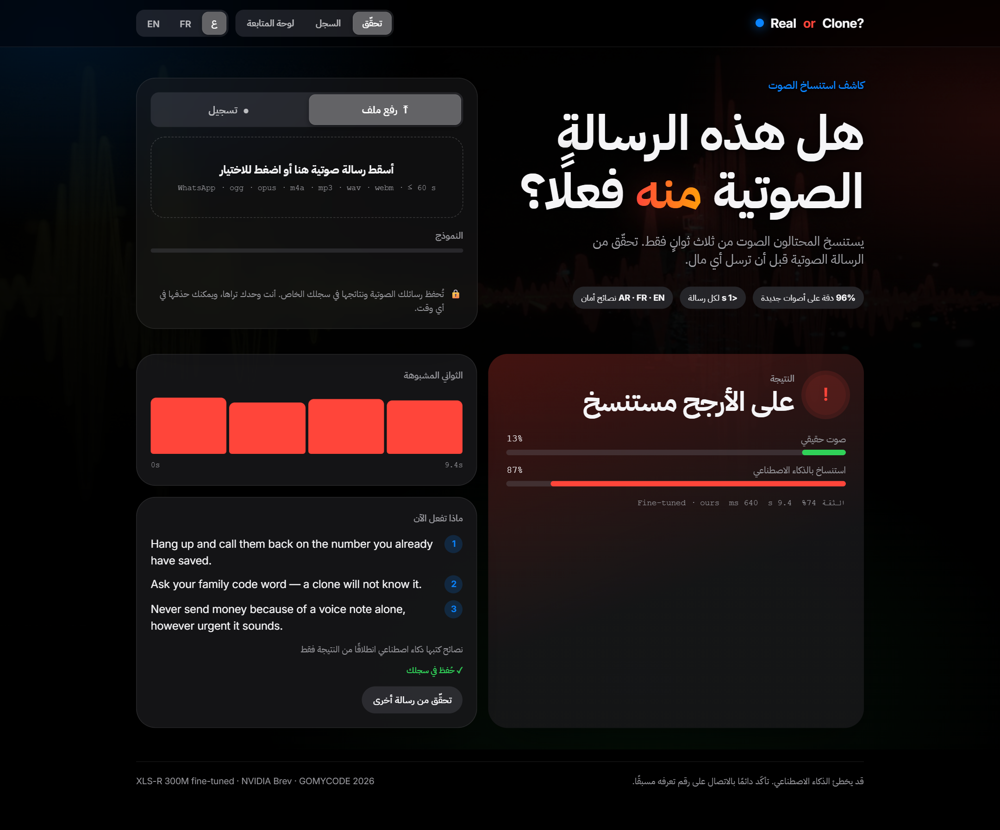 Real or Clone?
تحقّق
السجل
لوحة المتابعة
ع
FR
EN
كاشف استنساخ الصوت
هل هذه الرسالةِ
الصوتية منه فعلًا؟
يستنسخ المحتالون الصوت من ثلاث ثوانٍ فقط. تحقّق من
الرسالة الصوتية قبل أن ترسل أي مال.
96% دقة على أصوات جديدة
<1 s لكل رسالة
AR · FR · EN نصائح أمان
رفع ملف
تسجيل
أسقط رسالة صوتية هنا أو اضغط للاختيار
WhatsApp · ogg · opus · m4a · mp3 · wav · webm · ≤ 60 s
النموذج
تُحفظ رسائلك الصوتية ونتائجها في سجلك الخاص. أنت وحدك تراها، ويمكنك حذفها في
أي وقت.
!
النتيجة
على الأرجح مستنسخ
صوت حقيقي
13%
استنساخ بالذكاء الاصطناعي
87%
الثقة 74% 9.4 s 640 ms Fine-tuned · ours
الثواني المشبوهة
0s
9.4s
ماذا تفعل الآن
1 Hang up and call them back on the number you already
have saved.
2 Ask your family code word — a clone will not know it.
3 Never send money because of a voice note alone,
however urgent it sounds.
نصائح كتبها ذكاء اصطناعي انطلاقًا من النتيجة فقط
✓ حُفظ في سجلك
تحقّق من رسالة أخرى
قد يخطئ الذكاء الاصطناعي. تأكّد دائمًا بالاتصال على رقم تعرفه مسبقًا.
XLS-R 300M fine-tuned · NVIDIA Brev · GOMYCODE 2026